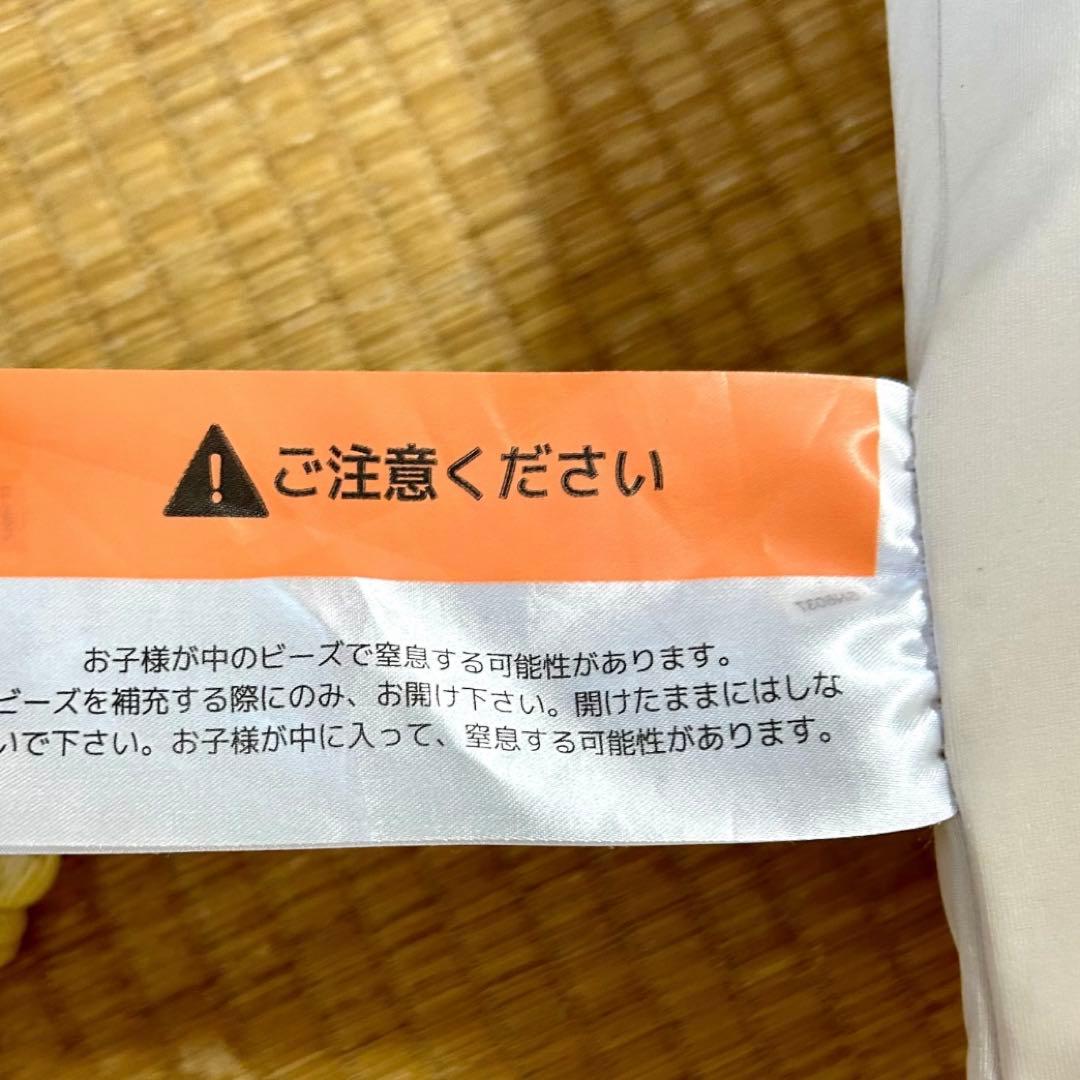 ご注意ください
お子様が中のビーズで窒息する可能性があります。
ビーズを補充する際にのみ、お開け下さい。開けたままにはしな
いで下さい。お子様が中に入って、窒息する可能性があります。